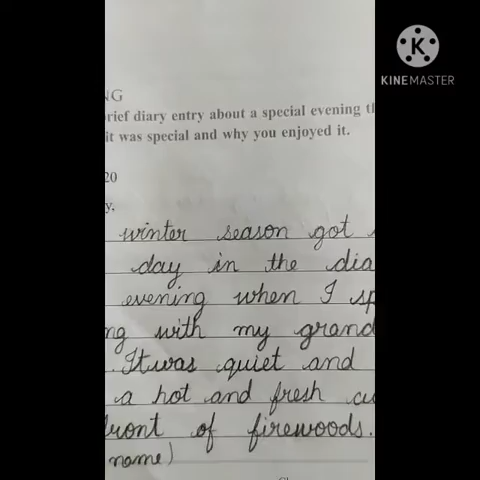 K
KINEMASTER
NG
rief diary entry about a special evening th
it was special and why you enjoyed it.
20
y,
winter season got
day in the dia
evening when I sp
ng with my grand
. It was quiet and
a hot and fresh cu
front of firewoods.
name)